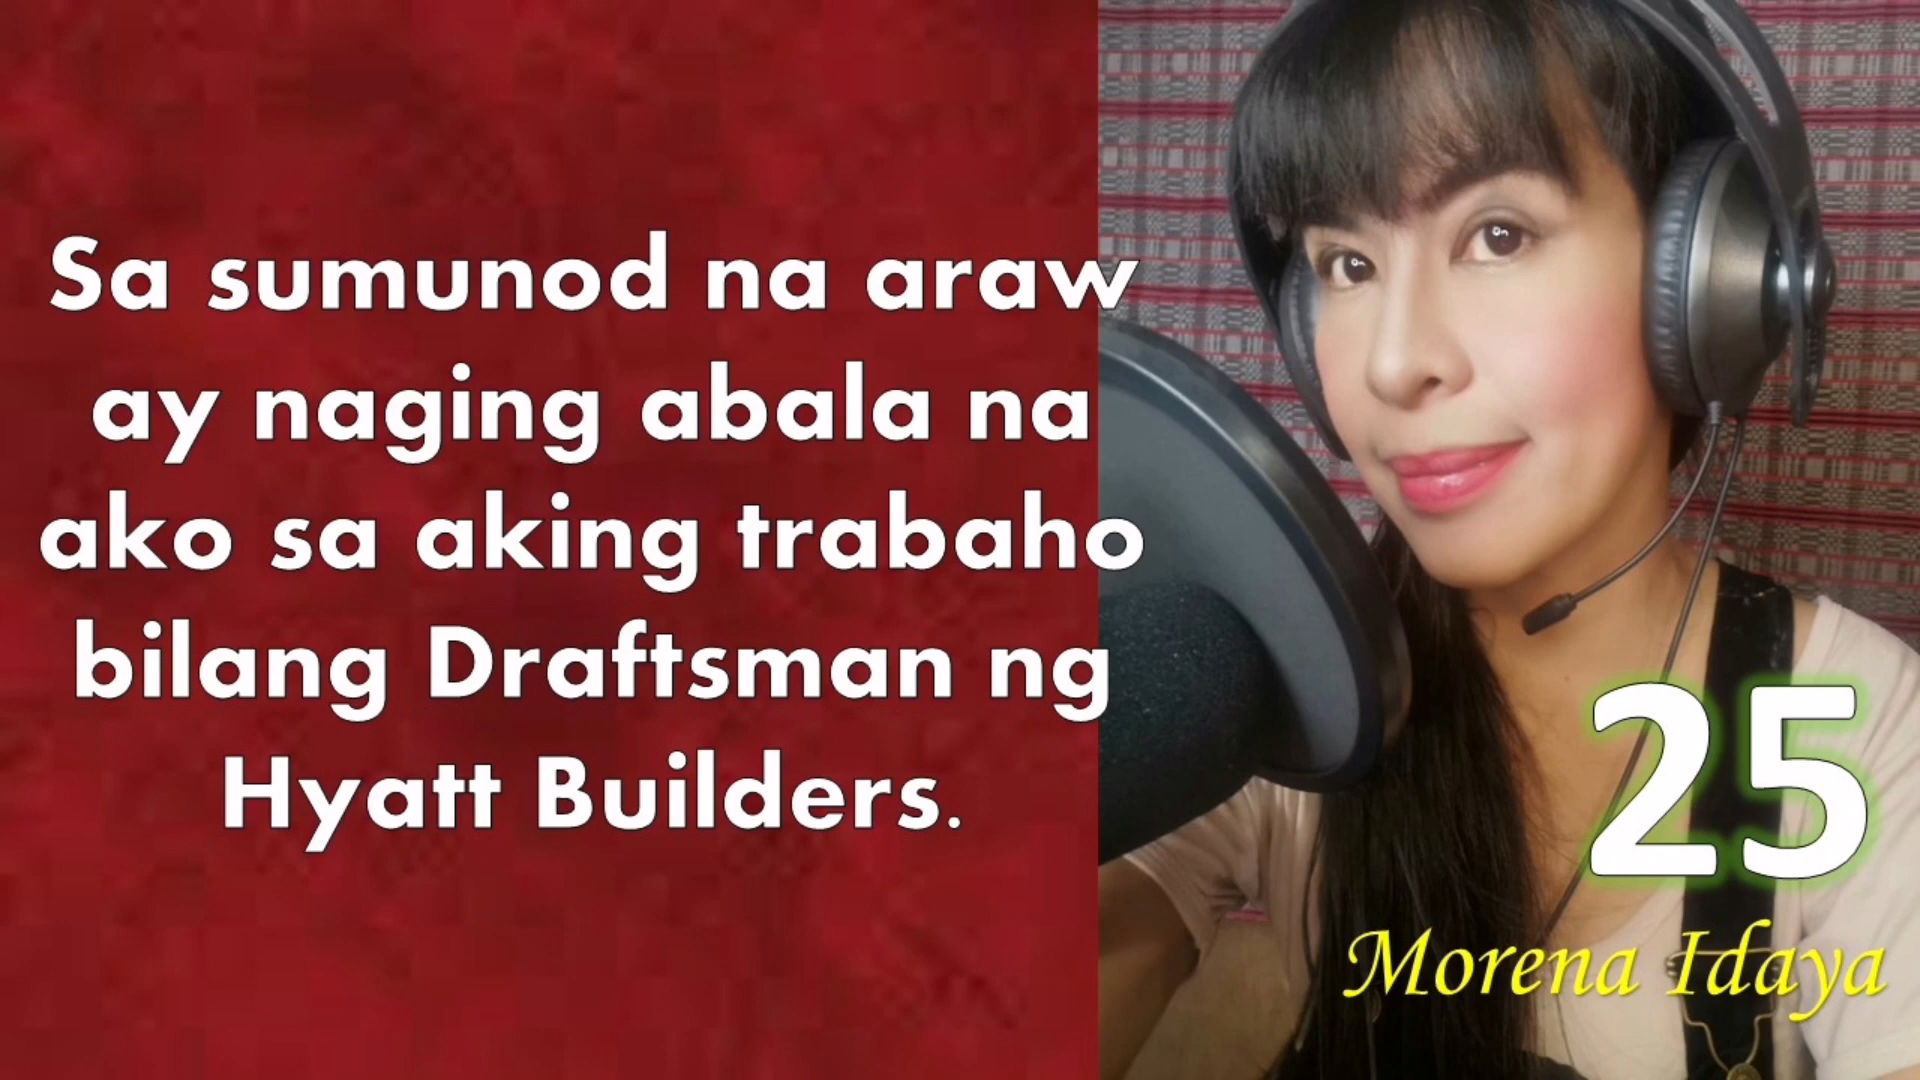 Sa sumunod na araw
ay naging abala na
ako sa aking trabaho
bilang Draftsman ng
Hyatt Builders.
25
Morena Idaya